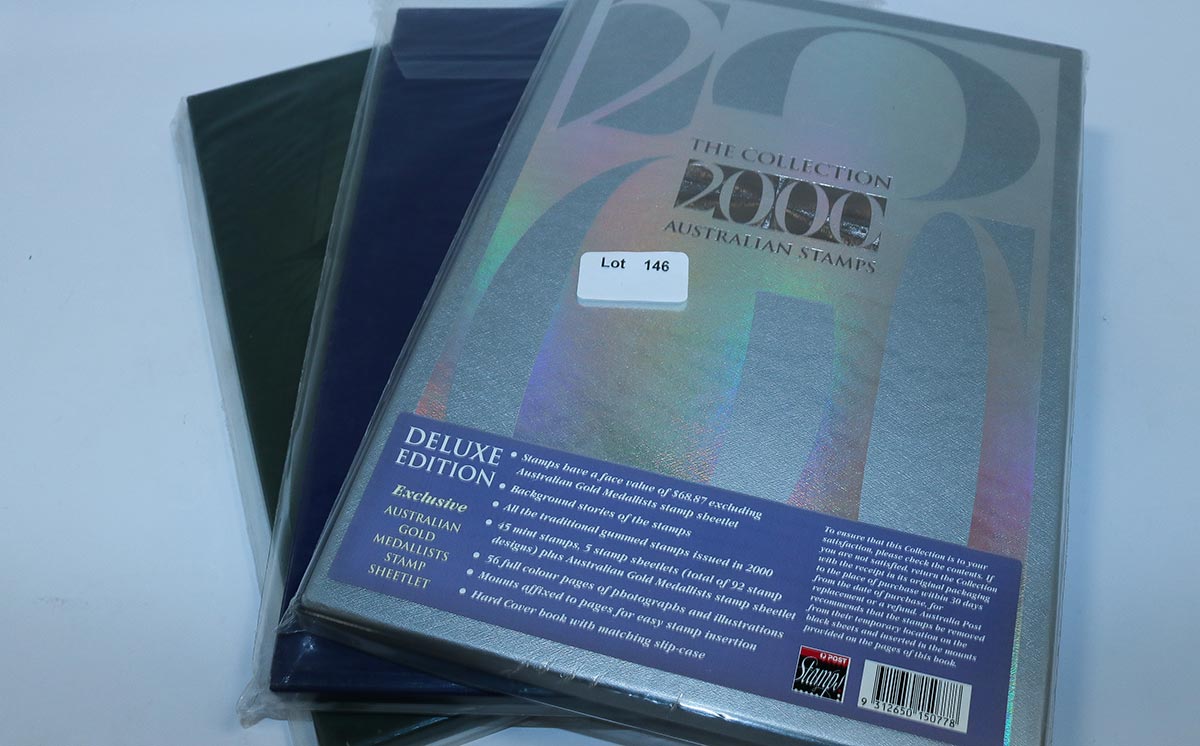 THE COLLECTION
2000
AUSTRALIAN STAMPS
Lot 146
DELUXE
EDITION
Exclusive
AUSTRALIAN
GOLD
MEDALLISTS
STAMP
SHEETLET
• Stamps have a face value of $68.87 excluding
Australian Gold Medallists stamp sheetlet
• Background stories of the stamps
• All the traditional gummed stamps issued in 2000
• 45 mint stamps, 5 stamp sheetlets (total of 92 stamp
designs) plus Australian Gold Medallists stamp sheetlet
• 56 full colour pages of photographs and illustrations
• Mounts affixed to pages for easy stamp insertion
• Hard Cover book with matching slip-case
To ensure that this Collection is to your
satisfaction, please check the contents. If
you are not satisfied, return the Collection
with the receipt in its original packaging
to the place of purchase within 30 days
from the date of purchase, for
replacement or a refund. Australia Post
recommends that the stamps be removed
from their temporary location on the
black sheets and inserted in the mounts
provided on the pages of this book.
POST
Stamps
9 312650 150778